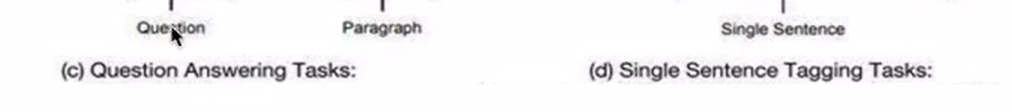 Question Paragraph Single Sentence
(c) Question Answering Tasks: (d) Single Sentence Tagging Tasks: